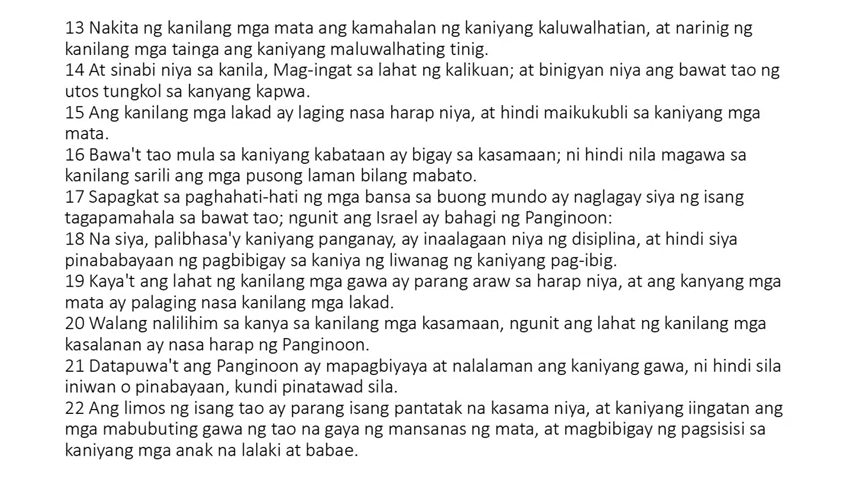 13 Nakita ng kanilang mga mata ang kamahalan ng kaniyang kaluwalhatian, at narinig ng
kanilang mga tainga ang kaniyang maluwalhating tinig.
14 At sinabi niya sa kanila, Mag-ingat sa lahat ng kalikuan; at binigyan niya ang bawat tao ng
utos tungkol sa kanyang kapwa.
15 Ang kanilang mga lakad ay laging nasa harap niya, at hindi maikukubli sa kaniyang mga
mata.
16 Bawa't tao mula sa kaniyang kabataan ay bigay sa kasamaan; ni hindi nila magawa sa
kanilang sarili ang mga pusong laman bilang mabato.
17 Sapagkat sa paghahati-hati ng mga bansa sa buong mundo ay naglagay siya ng isang
tagapamahala sa bawat tao; ngunit ang Israel ay bahagi ng Panginoon:
18 Na siya, palibhasa'y kaniyang panganay, ay inaalagaan niya ng disiplina, at hindi siya
pinababayaan ng pagbibigay sa kaniya ng liwanag ng kaniyang pag-ibig.
19 Kaya't ang lahat ng kanilang mga gawa ay parang araw sa harap niya, at ang kanyang mga
mata ay palaging nasa kanilang mga lakad.
20 Walang nalilihim sa kanya sa kanilang mga kasamaan, ngunit ang lahat ng kanilang mga
kasalanan ay nasa harap ng Panginoon.
21 Datapuwa't ang Panginoon ay mapagbiyaya at nalalaman ang kaniyang gawa, ni hindi sila
iniwan o pinabayaan, kundi pinatawad sila.
22 Ang limos ng isang tao ay parang isang pantatak na kasama niya, at kaniyang iingatan ang
mga mabubuting gawa ng tao na gaya ng mansanas ng mata, at magbibigay ng pagsisisi sa
kaniyang mga anak na lalaki at babae.